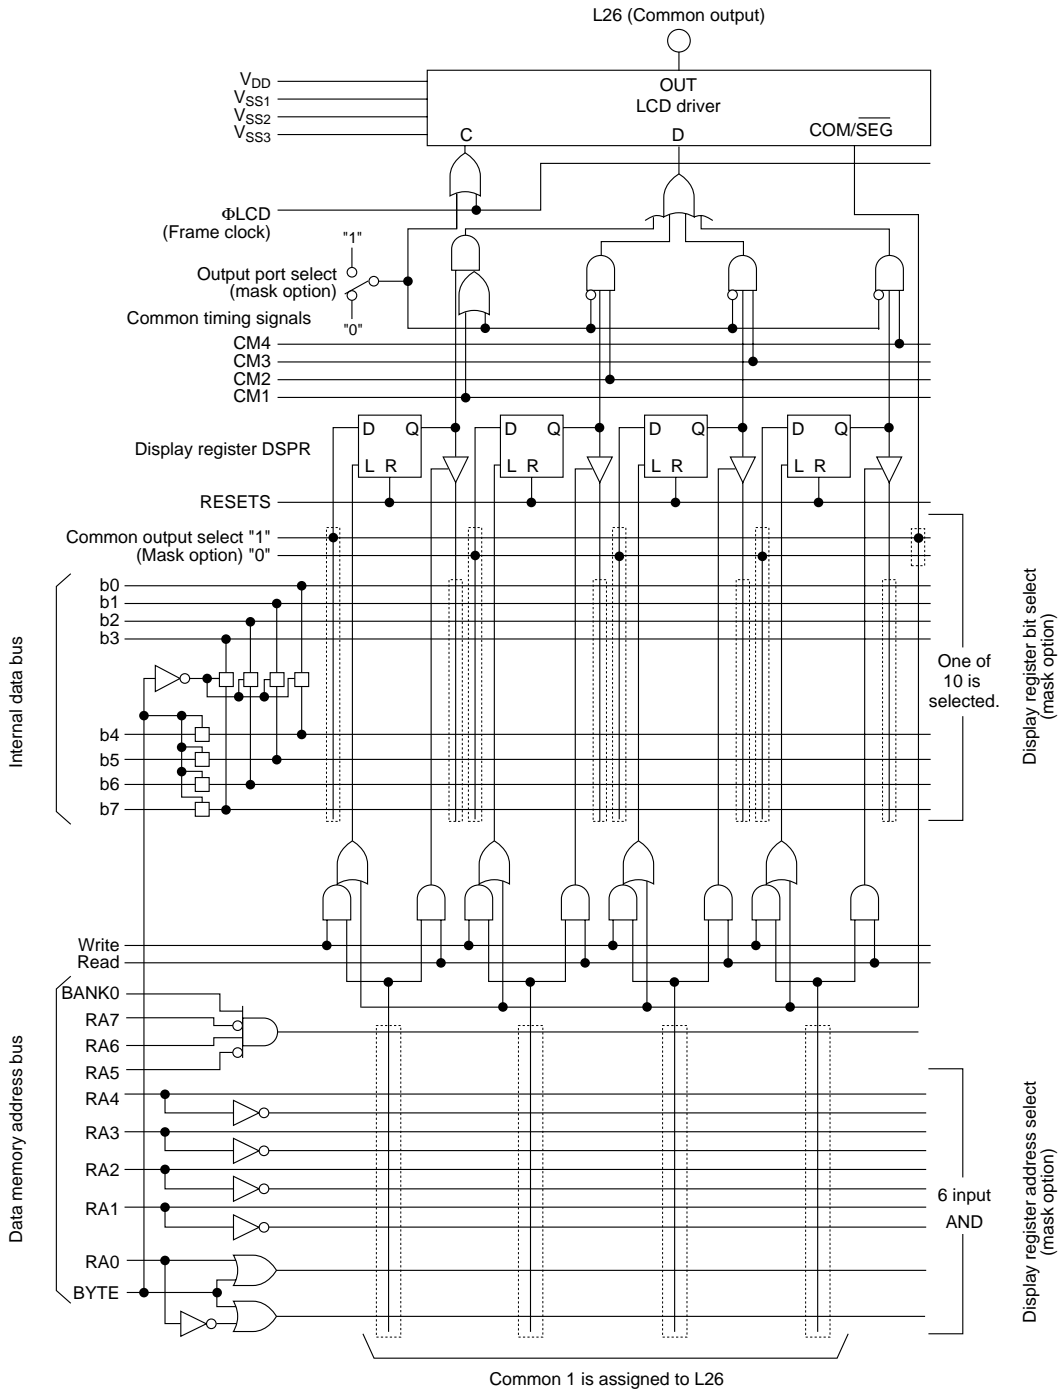 L26 (Common output)
VDD
VSS1
VSS2
VSS3
OUT
LCD driver
C
D
COM/SEG
ΦLCD
(Frame clock)
"1"
Output port select
(mask option)
"0"
Common timing signals
CM4
CM3
CM2
CM1
Display register DSPR
D Q
L R
D Q
L R
D Q
L R
D Q
L R
RESETS
Common output select "1"
(Mask option) "0"
Internal data bus
b0
b1
b2
b3
b4
b5
b6
b7
One of
10 is
selected.
Display register bit select
(mask option)
Write
Read
Data memory address bus
BANK0
RA7
RA6
RA5
RA4
RA3
RA2
RA1
RA0
BYTE
6 input
AND
Display register address select
(mask option)
Common 1 is assigned to L26